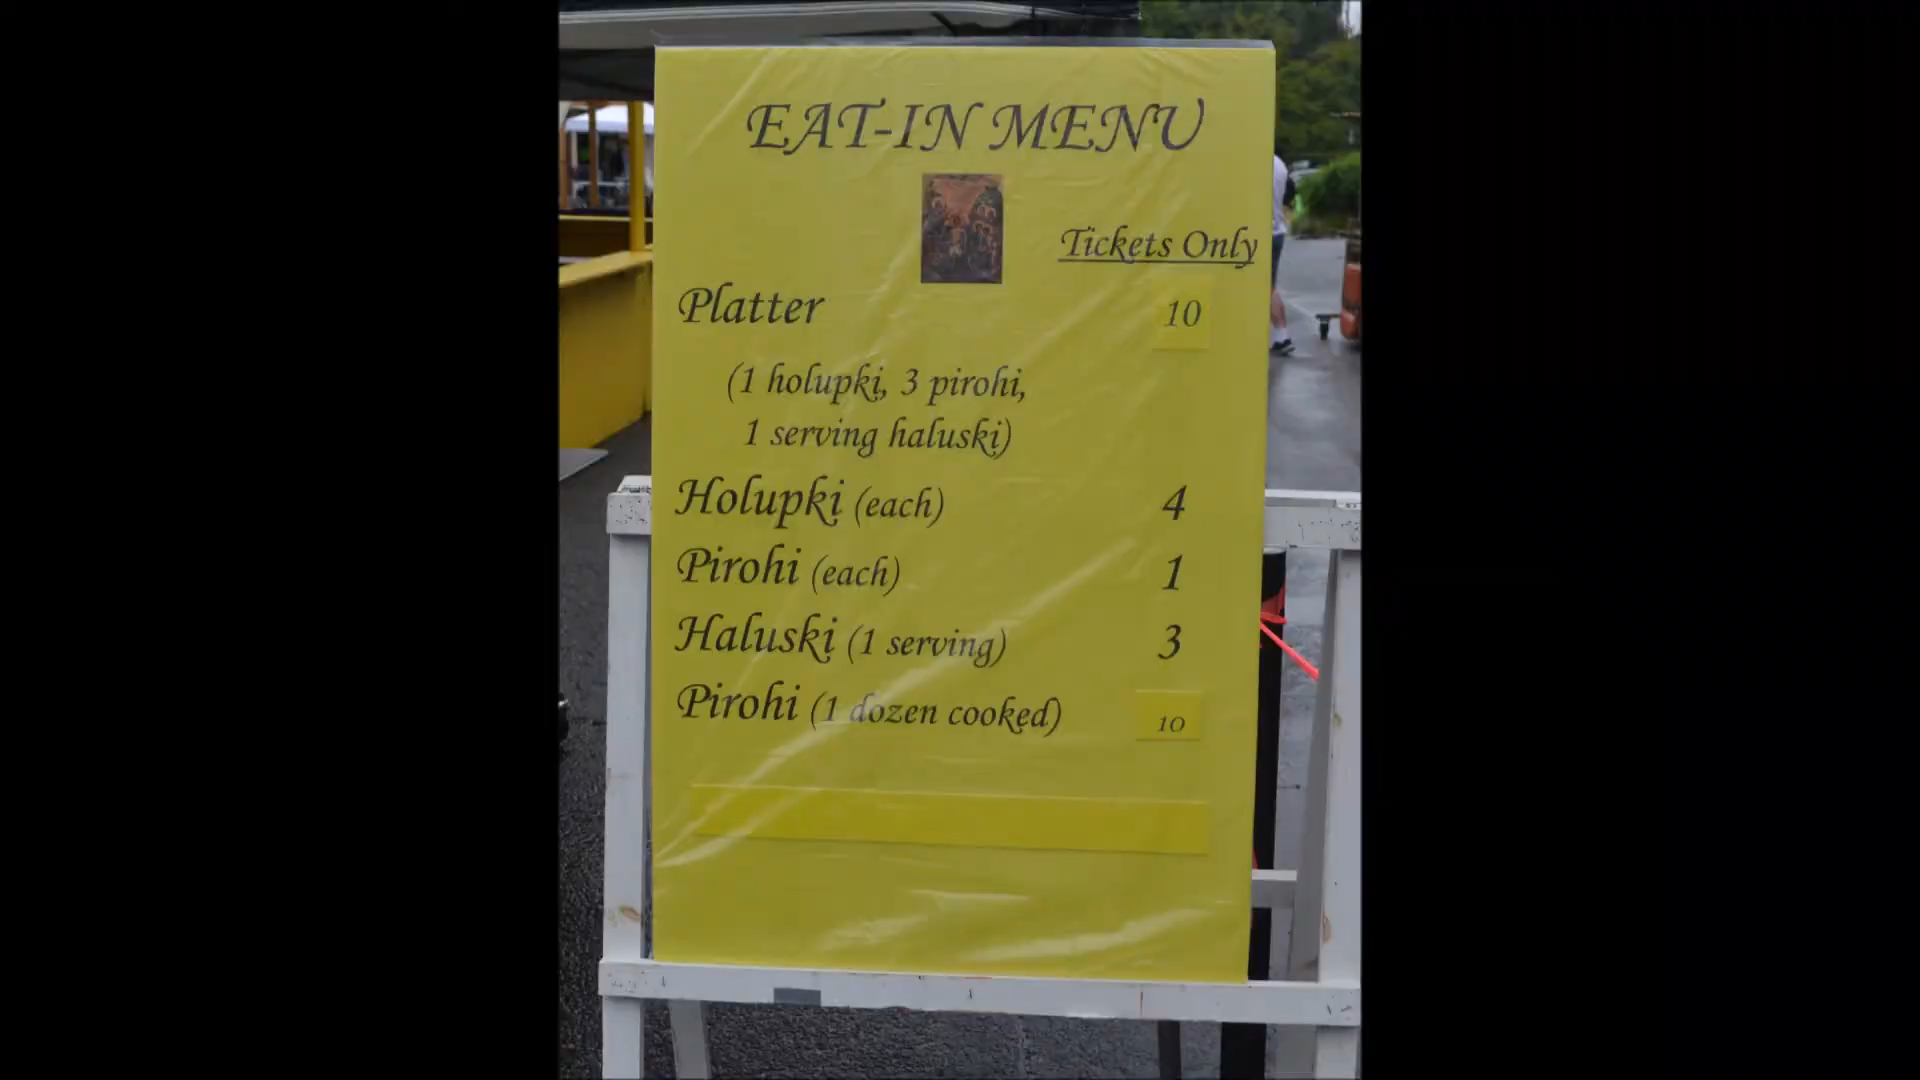 EAT-IN MENU
Tickets Only
Platter 10
(1 holupki, 3 pirohi,
1 serving haluski)
Holupki (each) 4
Pirohi (each) 1
Haluski (1 serving) 3
Pirohi (1 dozen cooked) 10